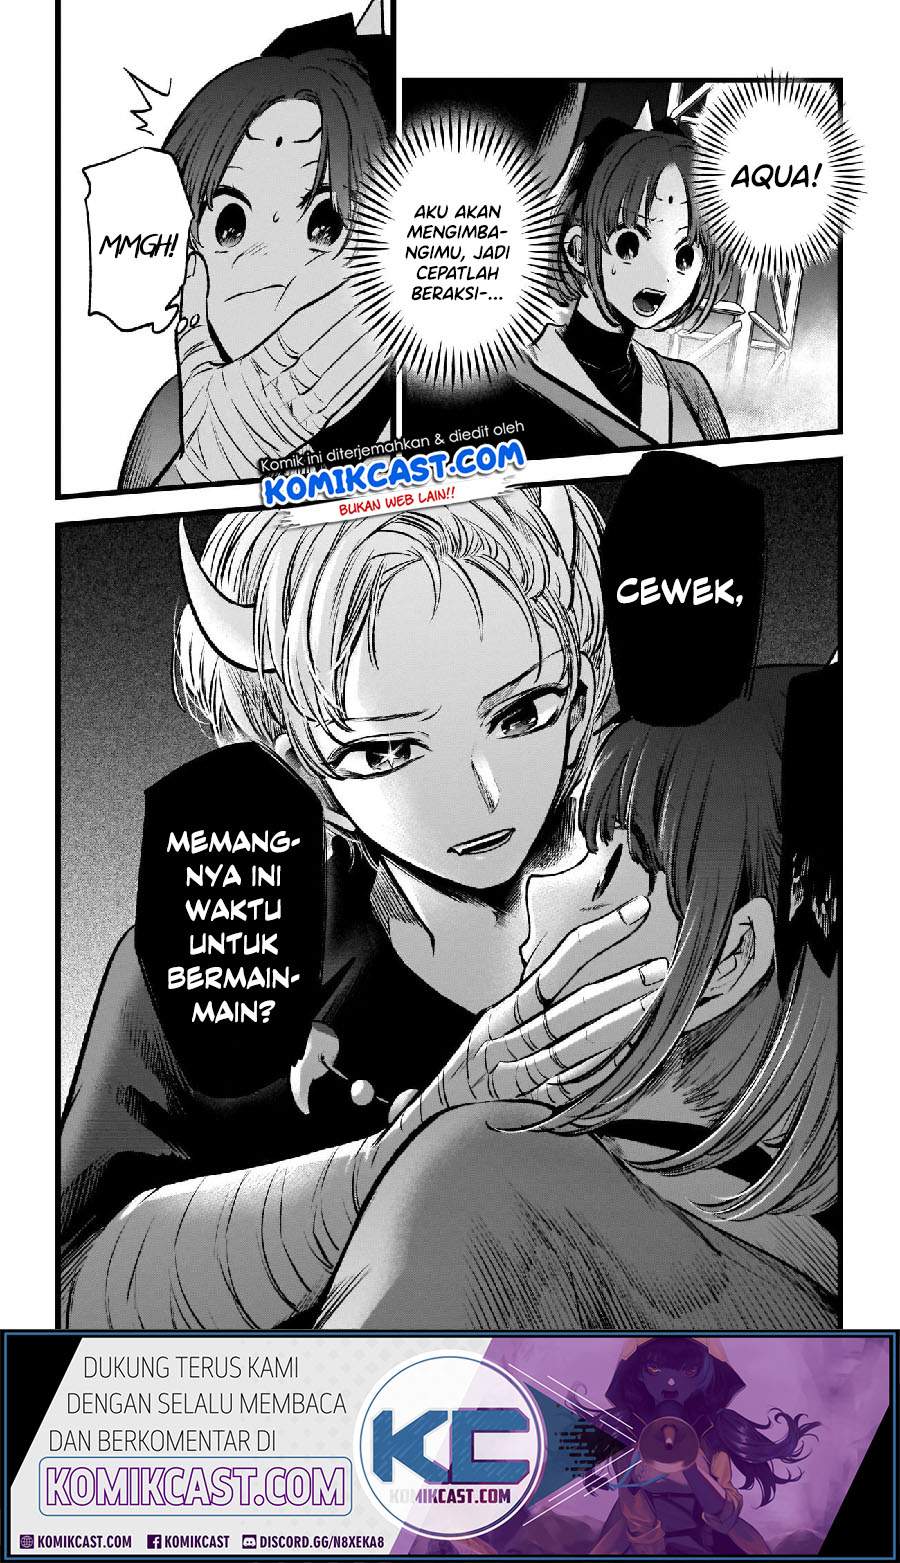 AQUA!
AKU AKAN
MENGIMBA-
NGIMU, JADI
CEPATLAH
BERAKSI-...
MMGH!
Komik ini diterjemahkan & diedit oleh
KOMIKCAST.COM
BUKAN WEB LAIN!!
CEWEK,
MEMANG-
NYA INI
WAKTU
UNTUK
BERMAIN-
MAIN?
DUKUNG TERUS KAMI
DENGAN SELALU MEMBACA
DAN BERKOMENTAR DI
KOMIKCAST.COM
KC
KOMIKCAST.COM
KOMIKCAST.COM KOMIKCAST DISCORD.GG/N8XEKA8